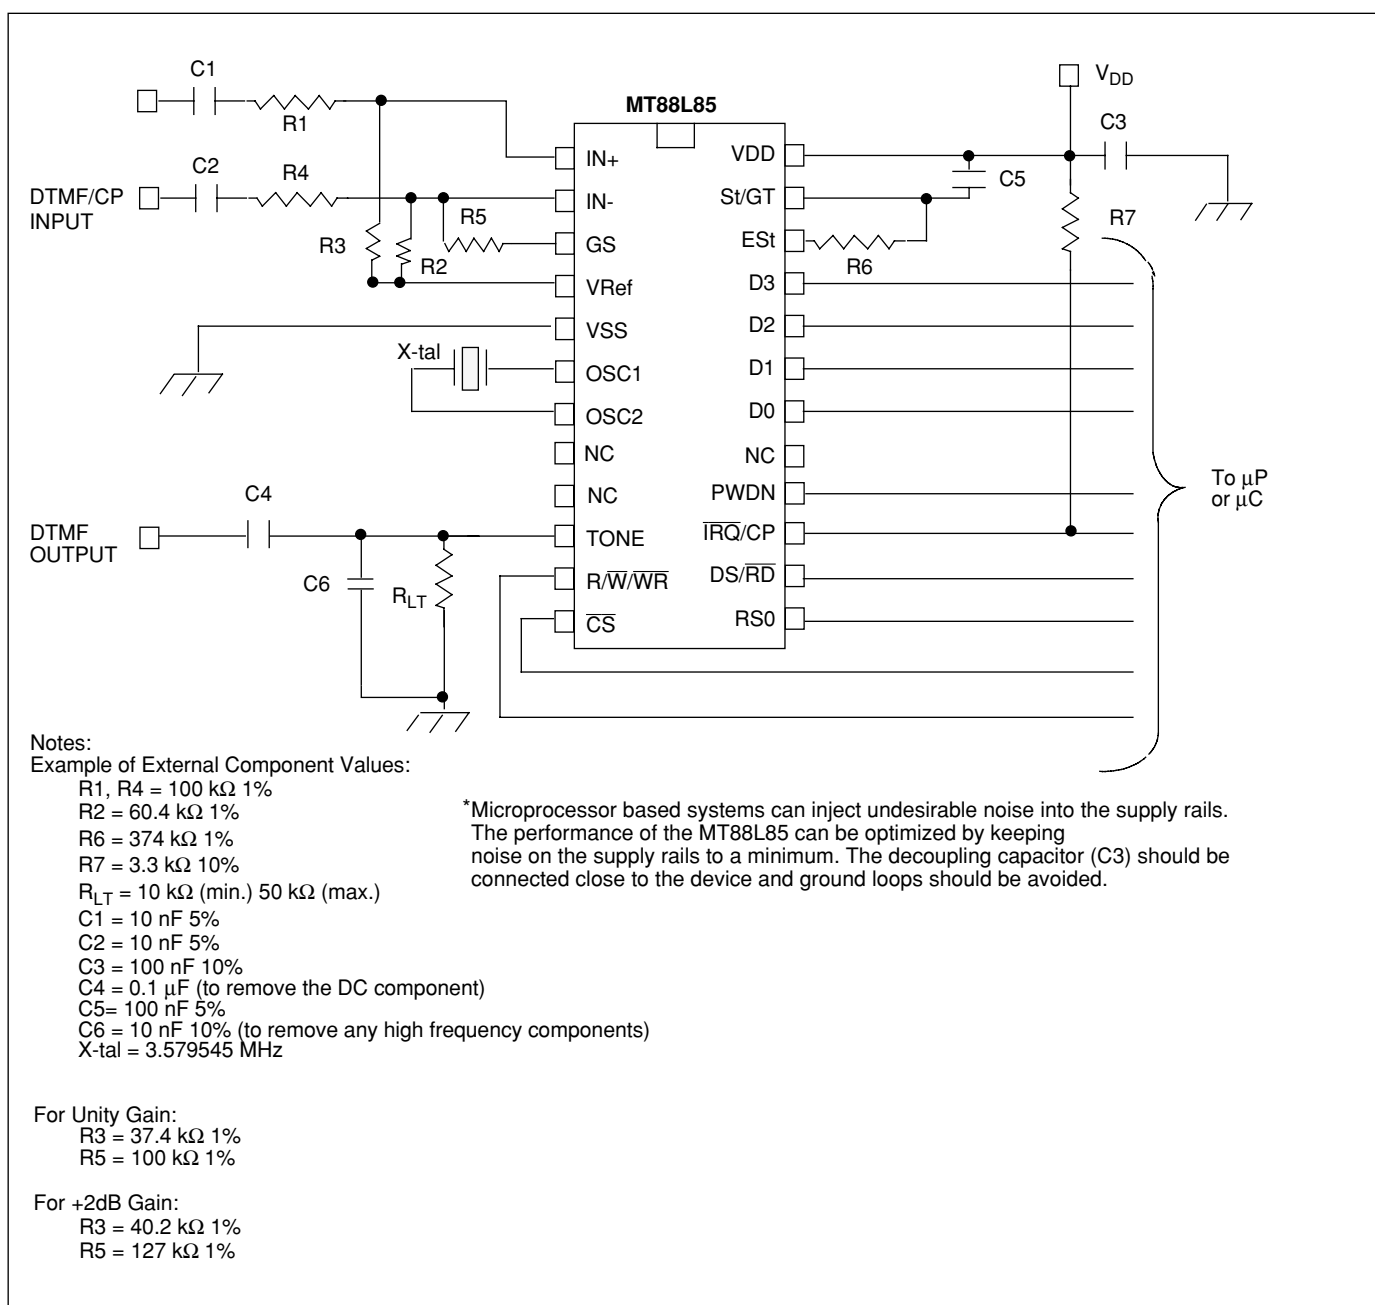 C1
R1
MT88L85
V_DD
C3
C2
R4
DTMF/CP
INPUT
R5
R3
R2
IN+
IN-
GS
VRef
VSS
OSC1
OSC2
NC
NC
TONE
R/W̅/W̅R̅
C̅S̅
VDD
St/GT
ESt
D3
D2
D1
D0
NC
PWDN
I̅R̅Q̅/CP
DS/R̅D̅
RS0
C5
R7
R6
X-tal
To μP
or μC
C4
DTMF
OUTPUT
C6
R_LT
Notes:
Example of External Component Values:
R1, R4 = 100 kΩ 1%
R2 = 60.4 kΩ 1%
R6 = 374 kΩ 1%
R7 = 3.3 kΩ 10%
R_LT = 10 kΩ (min.) 50 kΩ (max.)
C1 = 10 nF 5%
C2 = 10 nF 5%
C3 = 100 nF 10%
C4 = 0.1 μF (to remove the DC component)
C5= 100 nF 5%
C6 = 10 nF 10% (to remove any high frequency components)
X-tal = 3.579545 MHz
*Microprocessor based systems can inject undesirable noise into the supply rails.
The performance of the MT88L85 can be optimized by keeping
noise on the supply rails to a minimum. The decoupling capacitor (C3) should be
connected close to the device and ground loops should be avoided.
For Unity Gain:
R3 = 37.4 kΩ 1%
R5 = 100 kΩ 1%
For +2dB Gain:
R3 = 40.2 kΩ 1%
R5 = 127 kΩ 1%